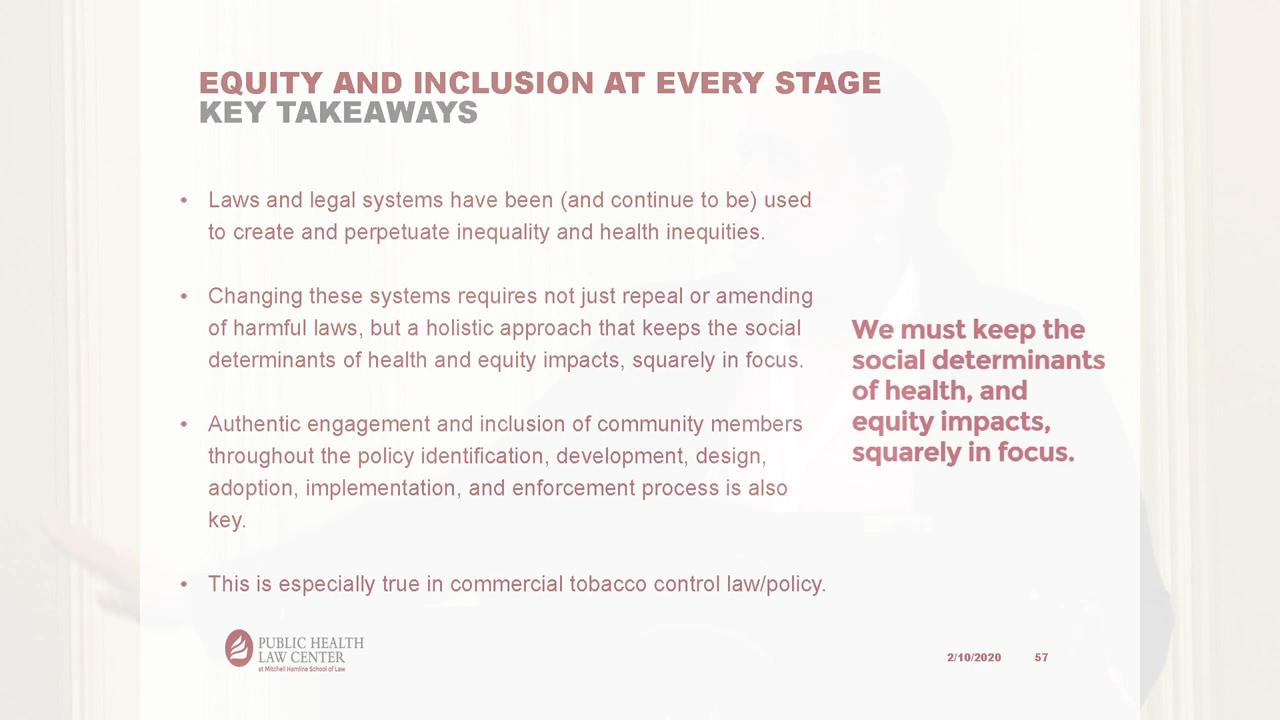 EQUITY AND INCLUSION AT EVERY STAGE
KEY TAKEAWAYS
• Laws and legal systems have been (and continue to be) used
to create and perpetuate inequality and health inequities.
• Changing these systems requires not just repeal or amending
of harmful laws, but a holistic approach that keeps the social
determinants of health and equity impacts, squarely in focus.
• Authentic engagement and inclusion of community members
throughout the policy identification, development, design,
adoption, implementation, and enforcement process is also
key.
• This is especially true in commercial tobacco control law/policy.
We must keep the
social determinants
of health, and
equity impacts,
squarely in focus.
PUBLIC HEALTH
LAW CENTER
at Mitchell Hamline School of Law
2/10/2020 57